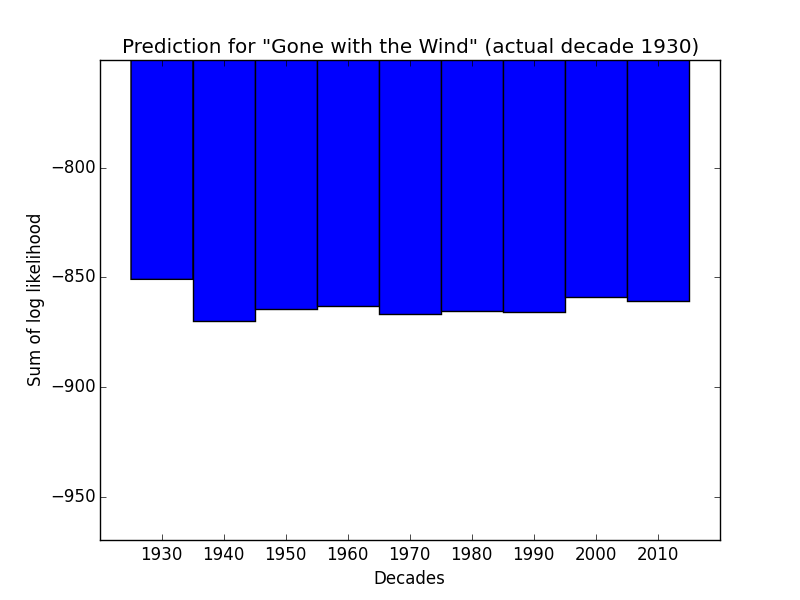 Prediction for "Gone with the Wind" (actual decade 1930)
Sum of log likelihood
−800
−850
−900
−950
1930 1940 1950 1960 1970 1980 1990 2000 2010
Decades